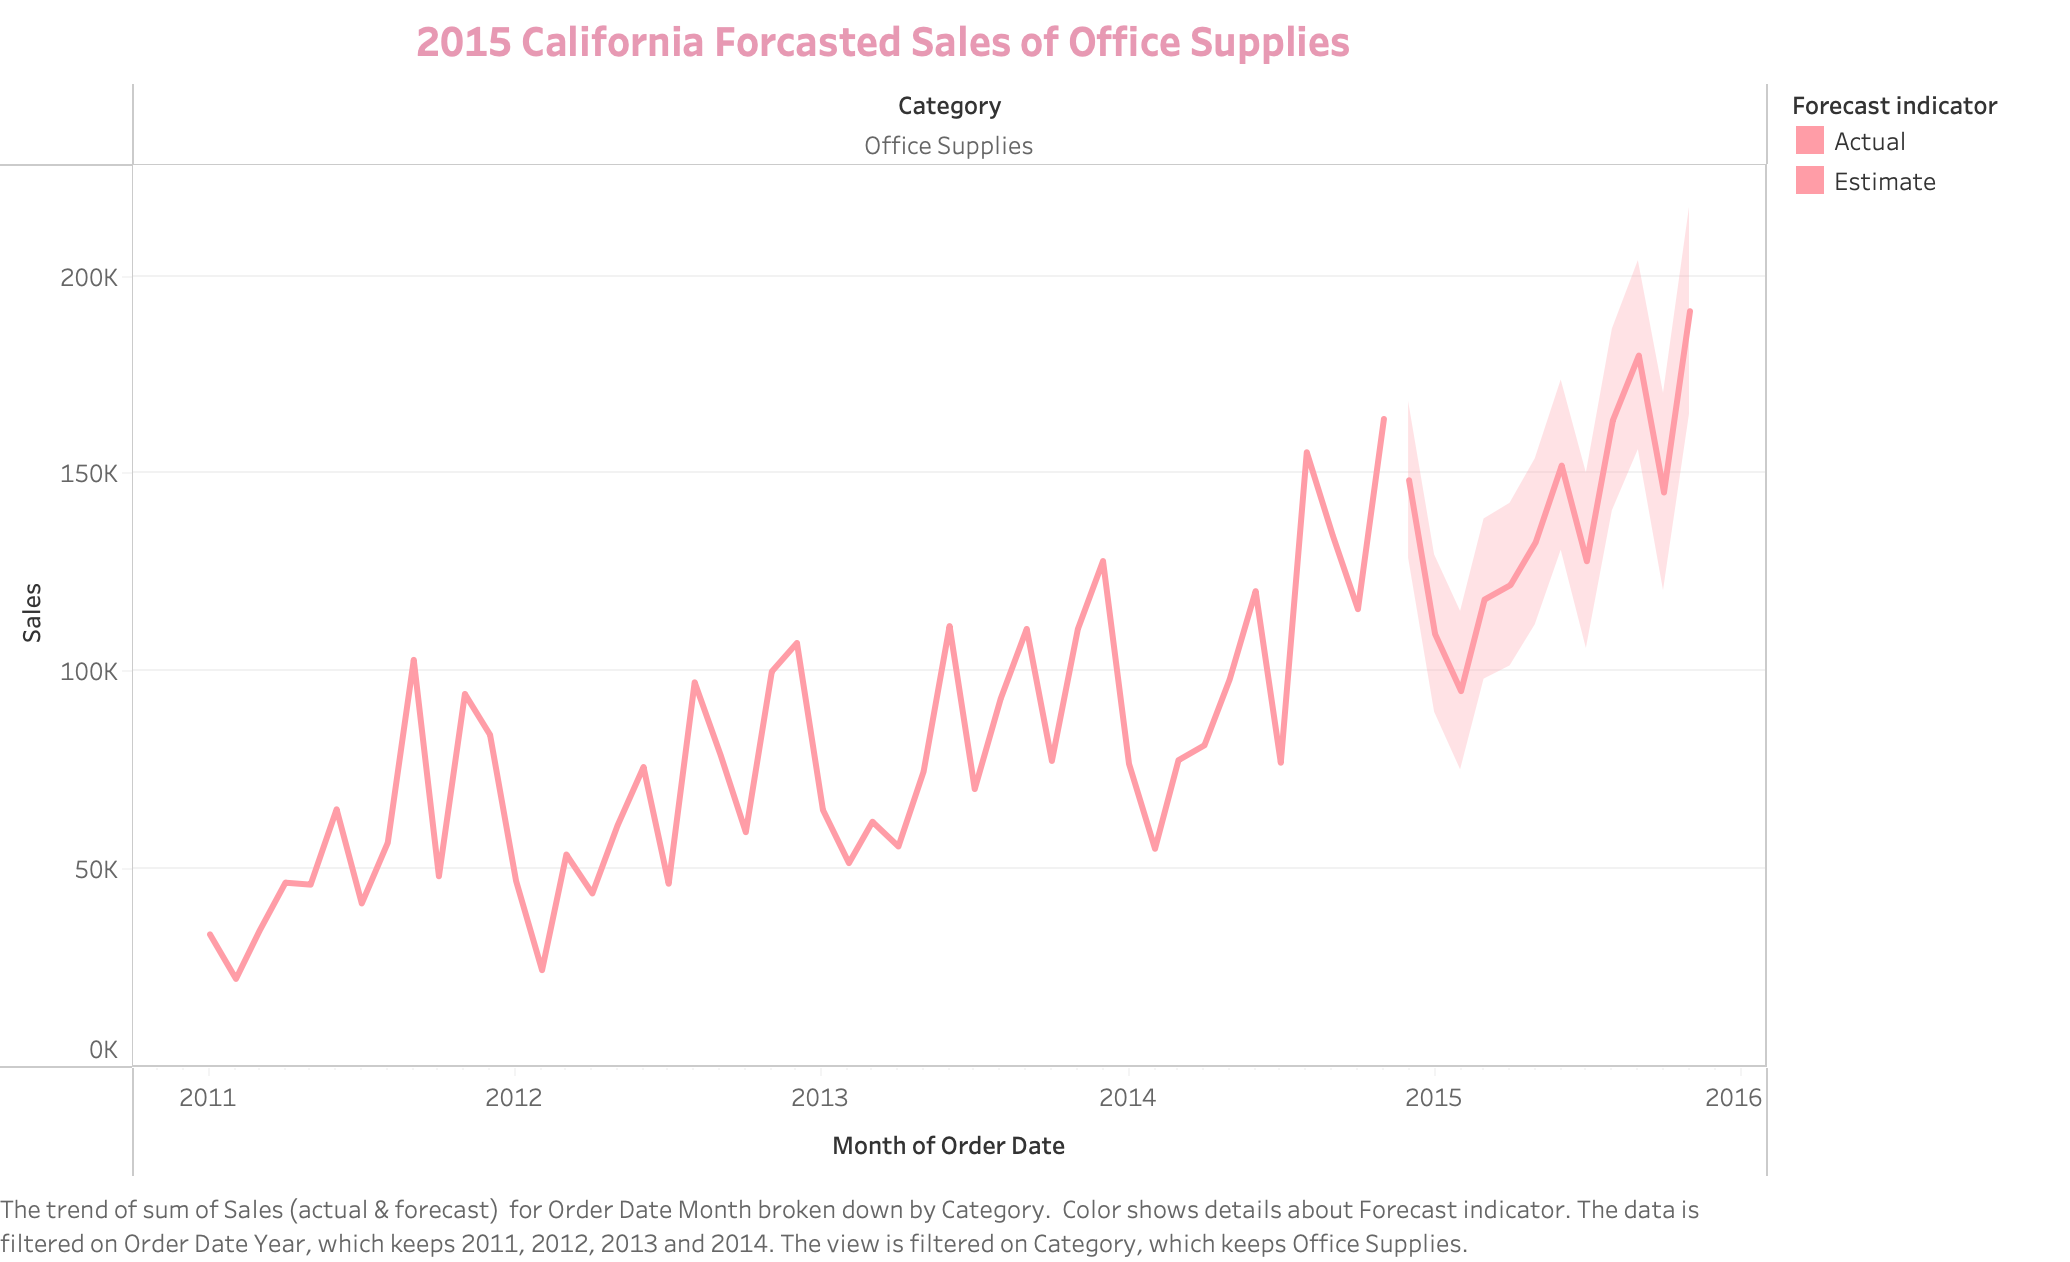 2015 California Forcasted Sales of Office Supplies
Category
Office Supplies
Forecast indicator
Actual
Estimate
200K
150K
100K
50K
0K
Sales
2011
2012
2013
2014
2015
2016
Month of Order Date
The trend of sum of Sales (actual & forecast)  for Order Date Month broken down by Category.  Color shows details about Forecast indicator. The data is
filtered on Order Date Year, which keeps 2011, 2012, 2013 and 2014. The view is filtered on Category, which keeps Office Supplies.